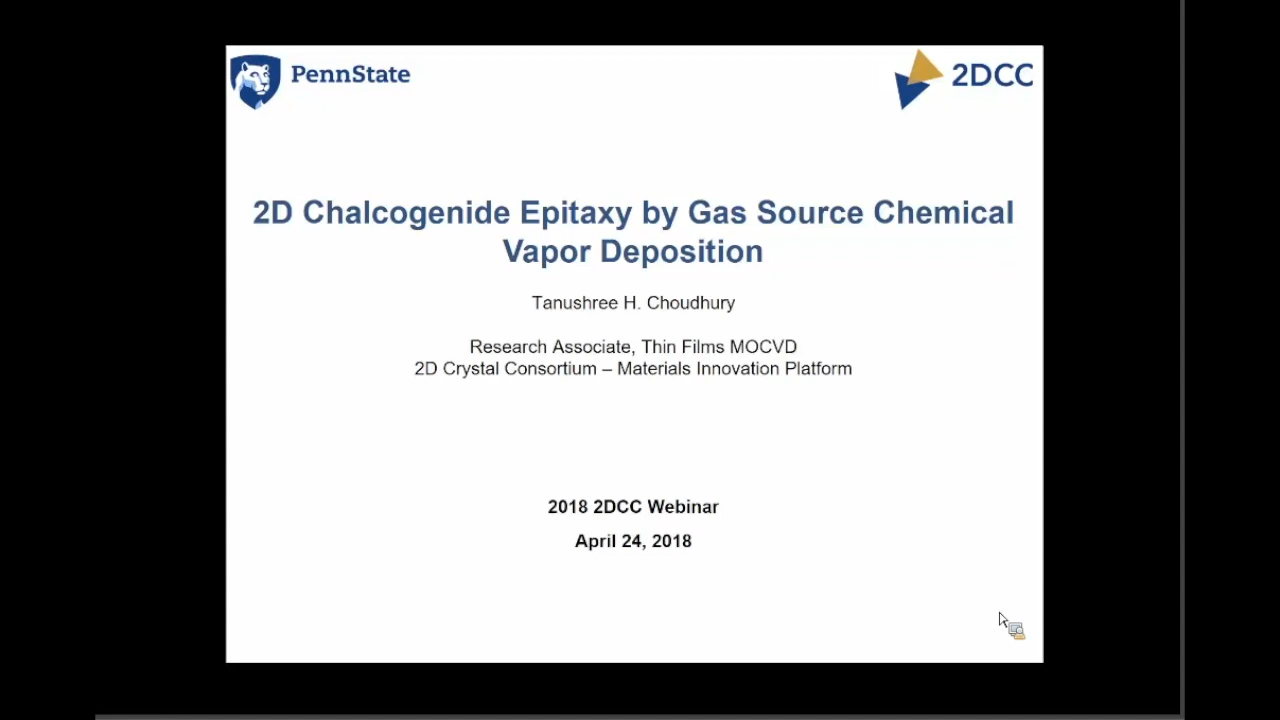 PennState
2DCC
2D Chalcogenide Epitaxy by Gas Source Chemical
Vapor Deposition
Tanushree H. Choudhury
Research Associate, Thin Films MOCVD
2D Crystal Consortium – Materials Innovation Platform
2018 2DCC Webinar
April 24, 2018